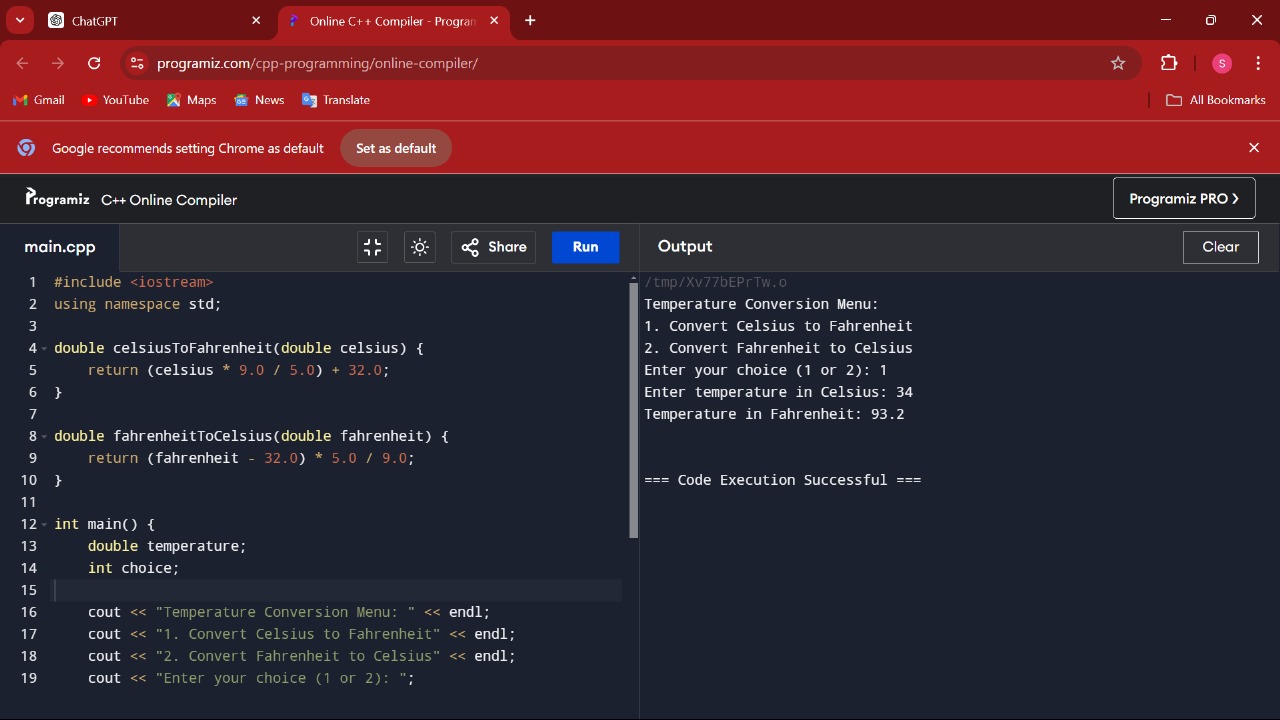 ChatGPT
Online C++ Compiler - Program
programiz.com/cpp-programming/online-compiler/
S
Gmail YouTube Maps News Translate All Bookmarks
Google recommends setting Chrome as default Set as default
Programiz C++ Online Compiler Programiz PRO
main.cpp Share Run Output Clear
1 #include <iostream>
2 using namespace std;
3
4 double celsiusToFahrenheit(double celsius) {
5 return (celsius * 9.0 / 5.0) + 32.0;
6 }
7
8 double fahrenheitToCelsius(double fahrenheit) {
9 return (fahrenheit - 32.0) * 5.0 / 9.0;
10 }
11
12 int main() {
13 double temperature;
14 int choice;
15
16 cout << "Temperature Conversion Menu: " << endl;
17 cout << "1. Convert Celsius to Fahrenheit" << endl;
18 cout << "2. Convert Fahrenheit to Celsius" << endl;
19 cout << "Enter your choice (1 or 2): ";
/tmp/Xv77bEPrTw.o
Temperature Conversion Menu:
1. Convert Celsius to Fahrenheit
2. Convert Fahrenheit to Celsius
Enter your choice (1 or 2): 1
Enter temperature in Celsius: 34
Temperature in Fahrenheit: 93.2
=== Code Execution Successful ===